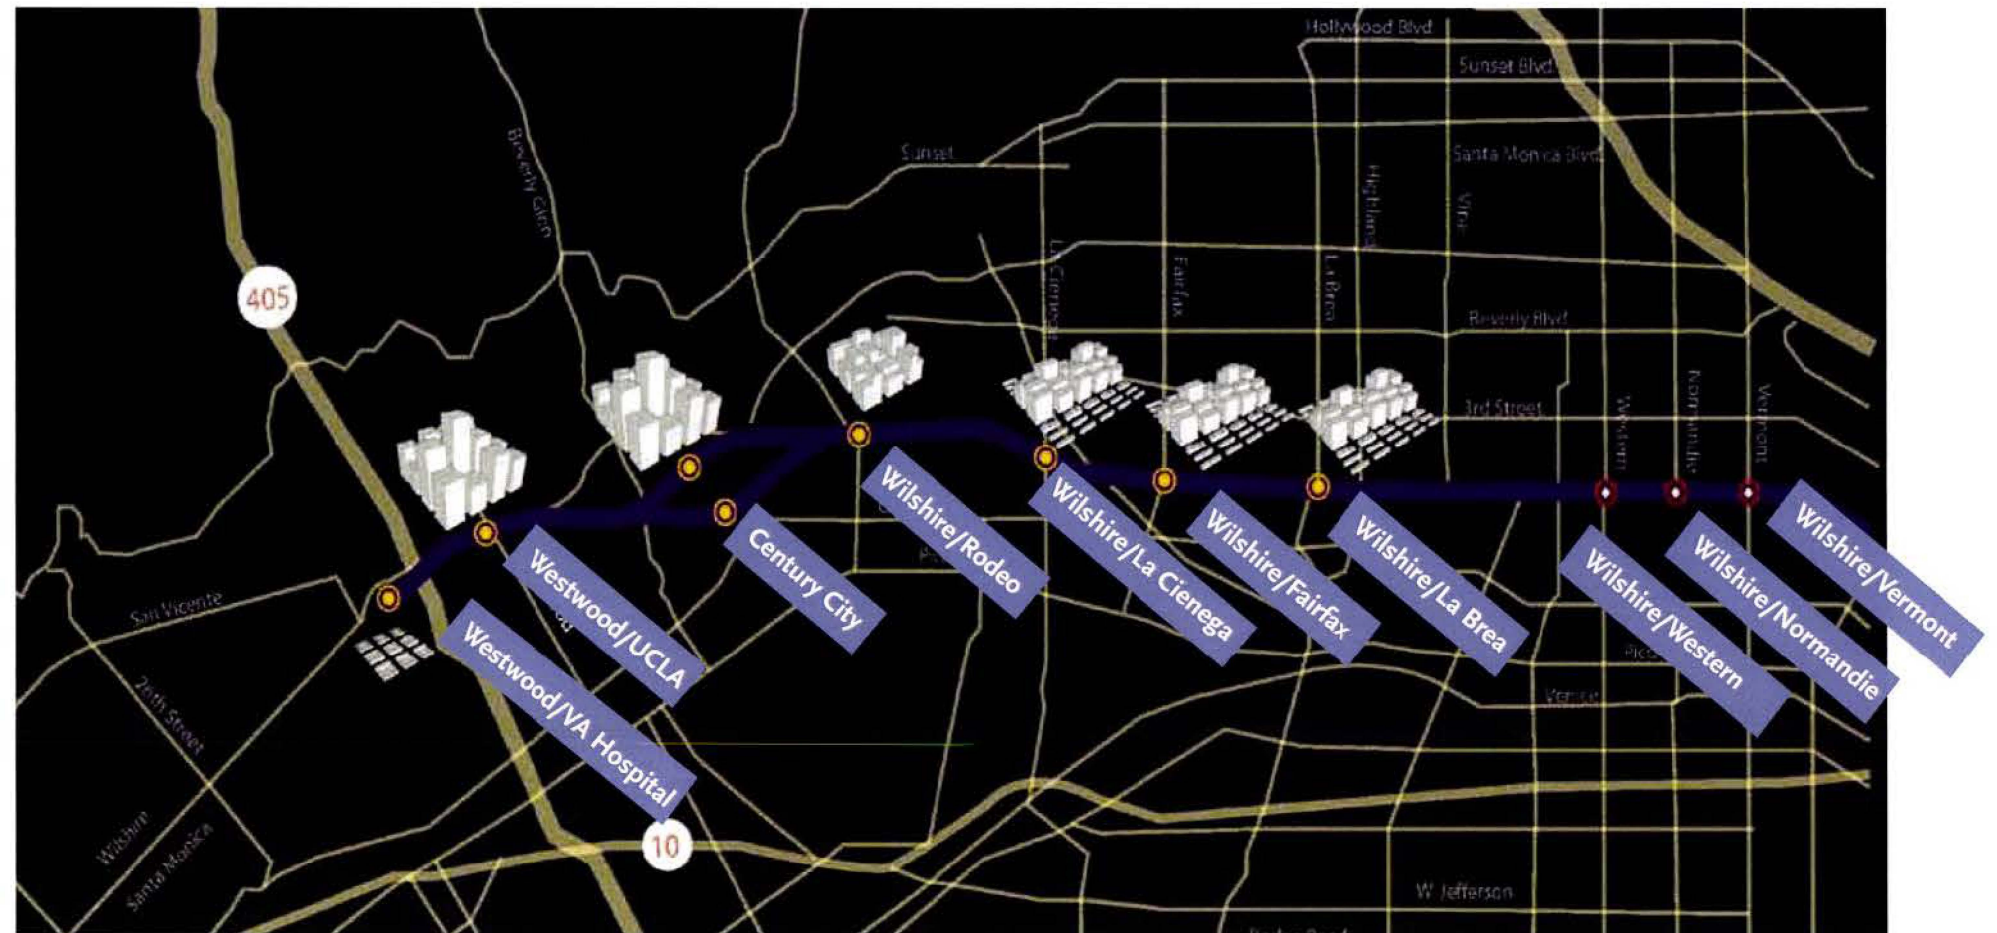 Hollywood Blvd.
Sunset Blvd.
Beverly Glen
Sunset
Santa Monica Blvd.
Highland
Vine
La Cienega
Fairfax
La Brea
405
Beverly Blvd.
3rd Street
Western
Normandie
Vermont
Wilshire/Rodeo
Wilshire/La Cienega
Wilshire/Fairfax
Wilshire/La Brea
Wilshire/Western
Wilshire/Normandie
Wilshire/Vermont
Century City
Westwood/UCLA
Westwood/VA Hospital
San Vicente
26th Street
Wilshire
Santa Monica
Pico
Venice
10
W Jefferson